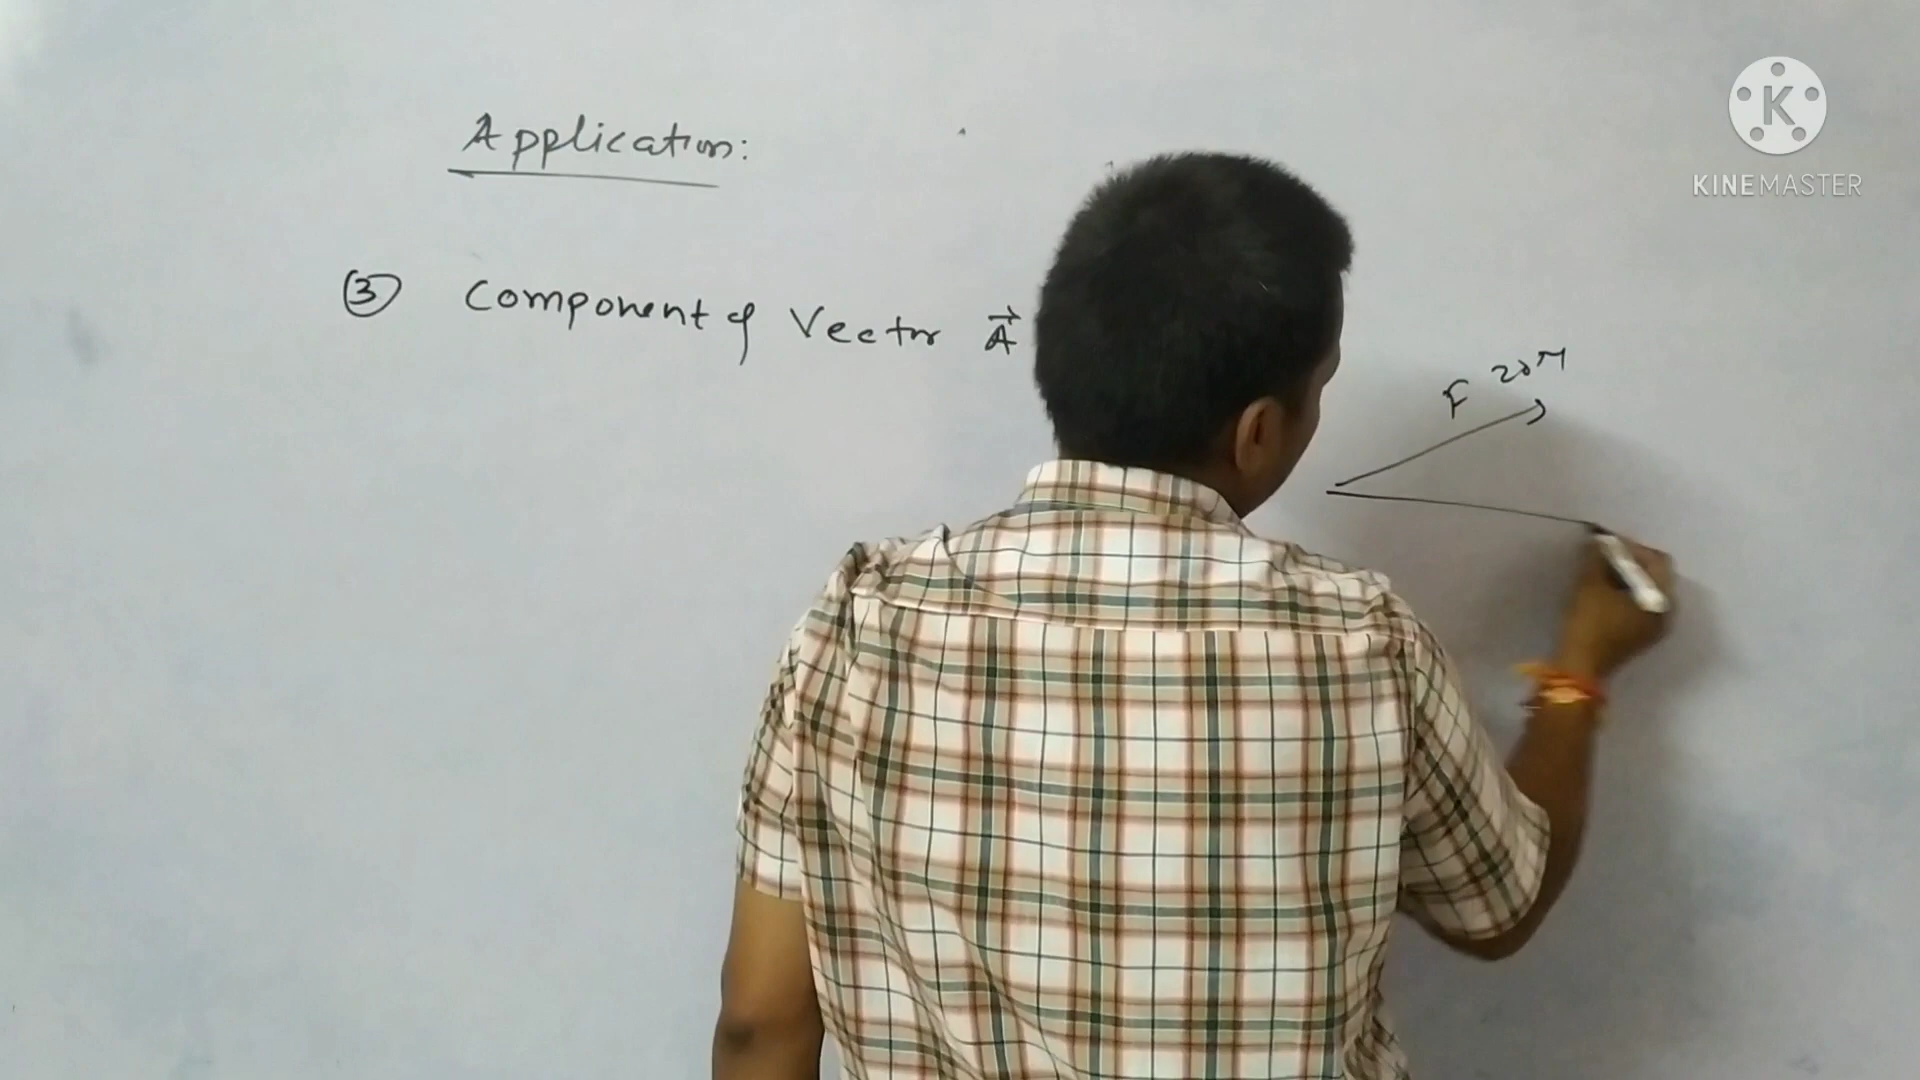 Application:
③ Component of Vector A⃗
F 20N
K
KINEMASTER